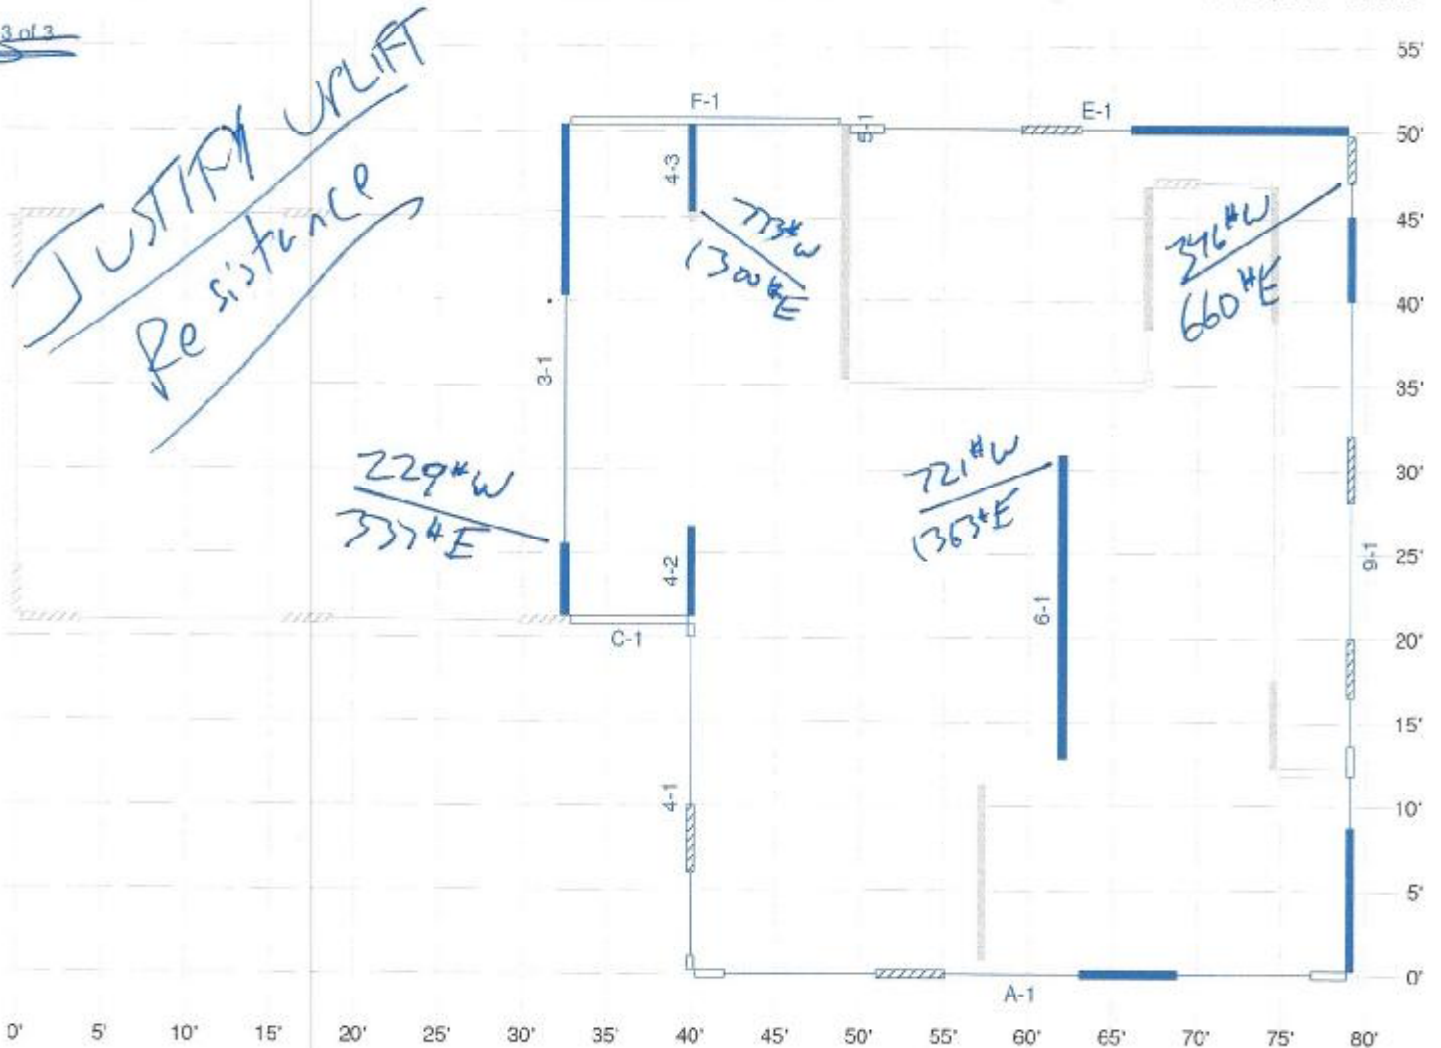 3 of 3
JUSTIFY UPLIFT
Resistance
55'
F-1
E-1
50'
4-3
773#W
1300#E
346#W
660#E
45'
40'
3-1
35'
229#W
337#E
721#W
1363#E
30'
4-2
25'
9-1
6-1
C-1
20'
15'
4-1
10'
5'
0'
A-1
0' 5' 10' 15' 20' 25' 30' 35' 40' 45' 50' 55' 60' 65' 70' 75' 80'